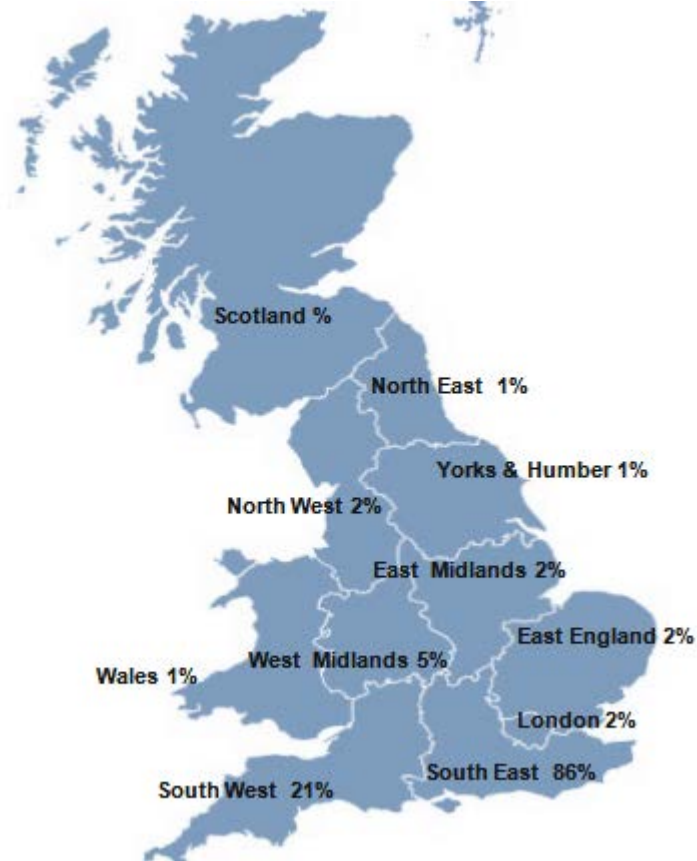 Scotland %
North East 1%
Yorks & Humber 1%
North West 2%
East Midlands 2%
East England 2%
West Midlands 5%
Wales 1%
London 2%
South East 86%
South West 21%